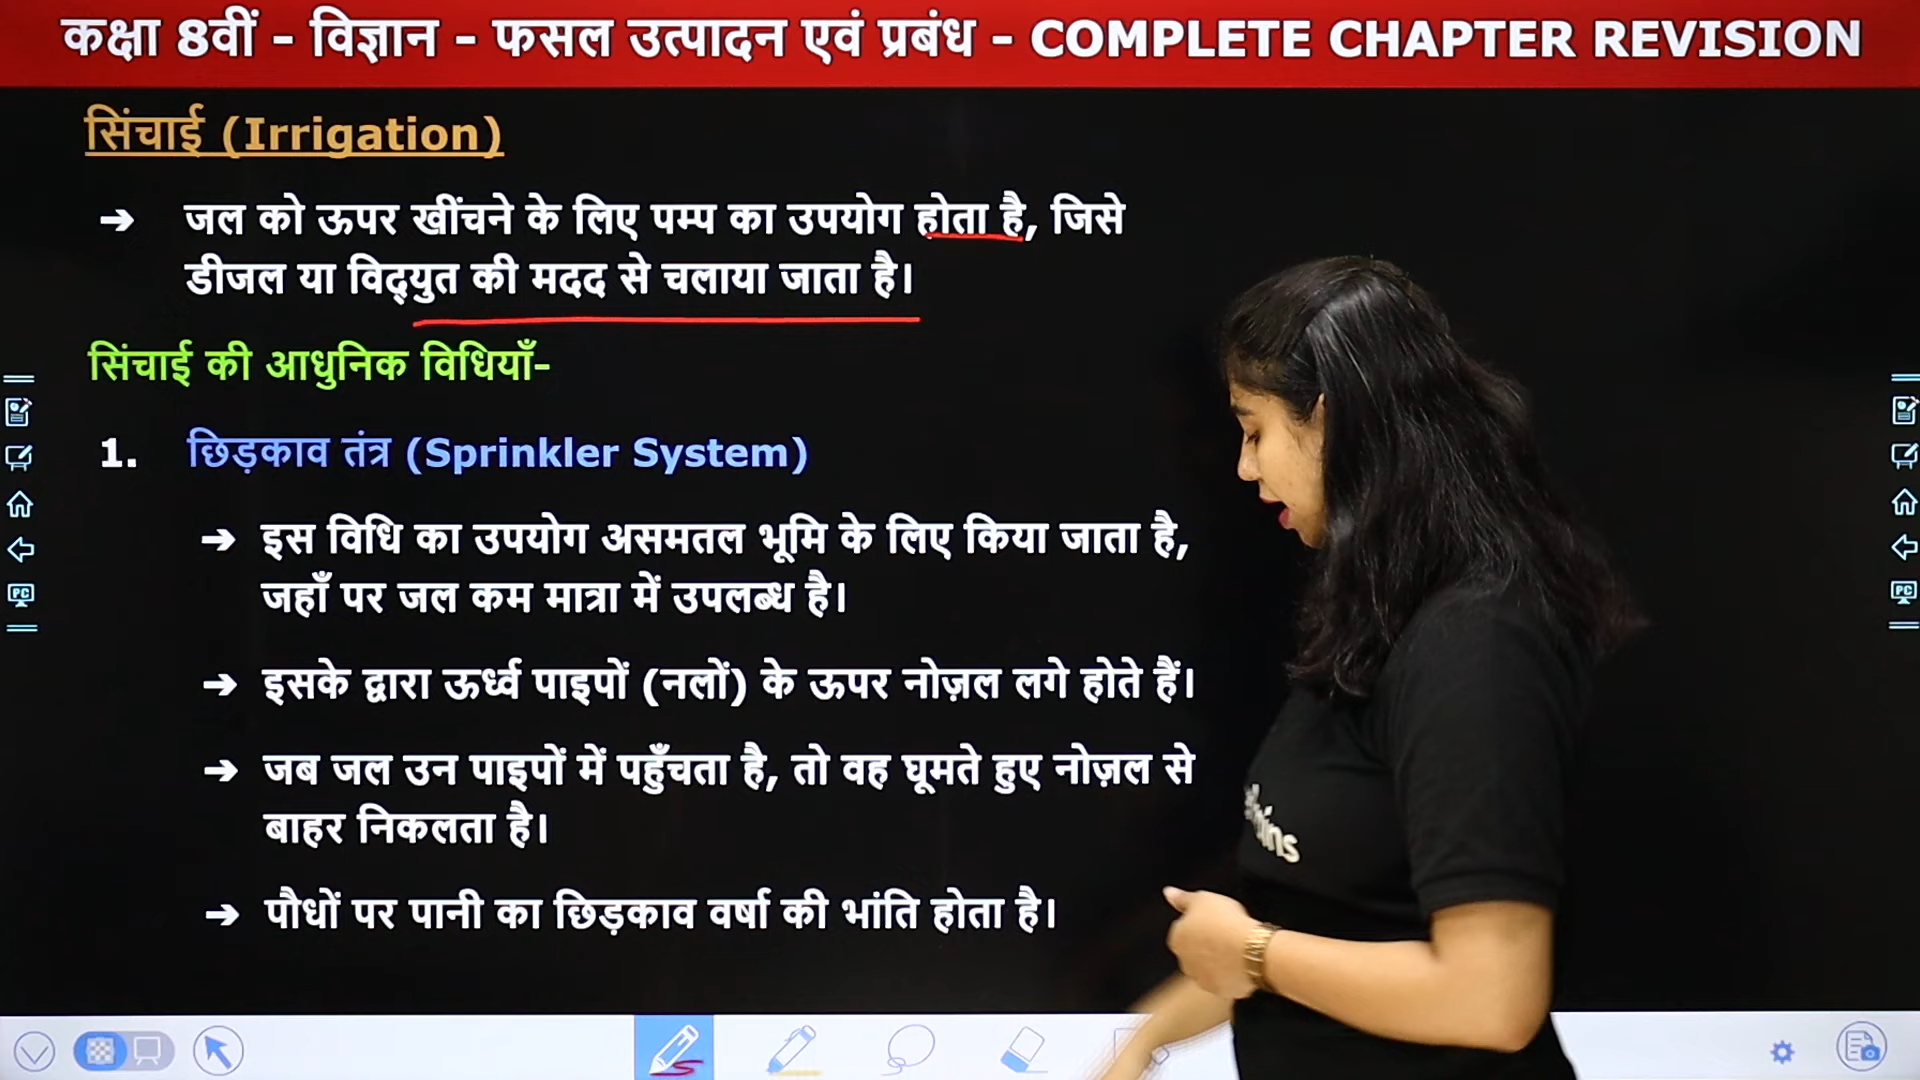 कक्षा 8वीं - विज्ञान - फसल उत्पादन एवं प्रबंध - COMPLETE CHAPTER REVISION
सिंचाई (Irrigation)
➔ जल को ऊपर खींचने के लिए पम्प का उपयोग होता है, जिसे
डीजल या विद्युत की मदद से चलाया जाता है।
सिंचाई की आधुनिक विधियाँ-
1. छिड़काव तंत्र (Sprinkler System)
➔ इस विधि का उपयोग असमतल भूमि के लिए किया जाता है,
जहाँ पर जल कम मात्रा में उपलब्ध है।
➔ इसके द्वारा ऊर्ध्व पाइपों (नलों) के ऊपर नोज़ल लगे होते हैं।
➔ जब जल उन पाइपों में पहुँचता है, तो वह घूमते हुए नोज़ल से
बाहर निकलता है।
➔ पौधों पर पानी का छिड़काव वर्षा की भांति होता है।
PC
PC